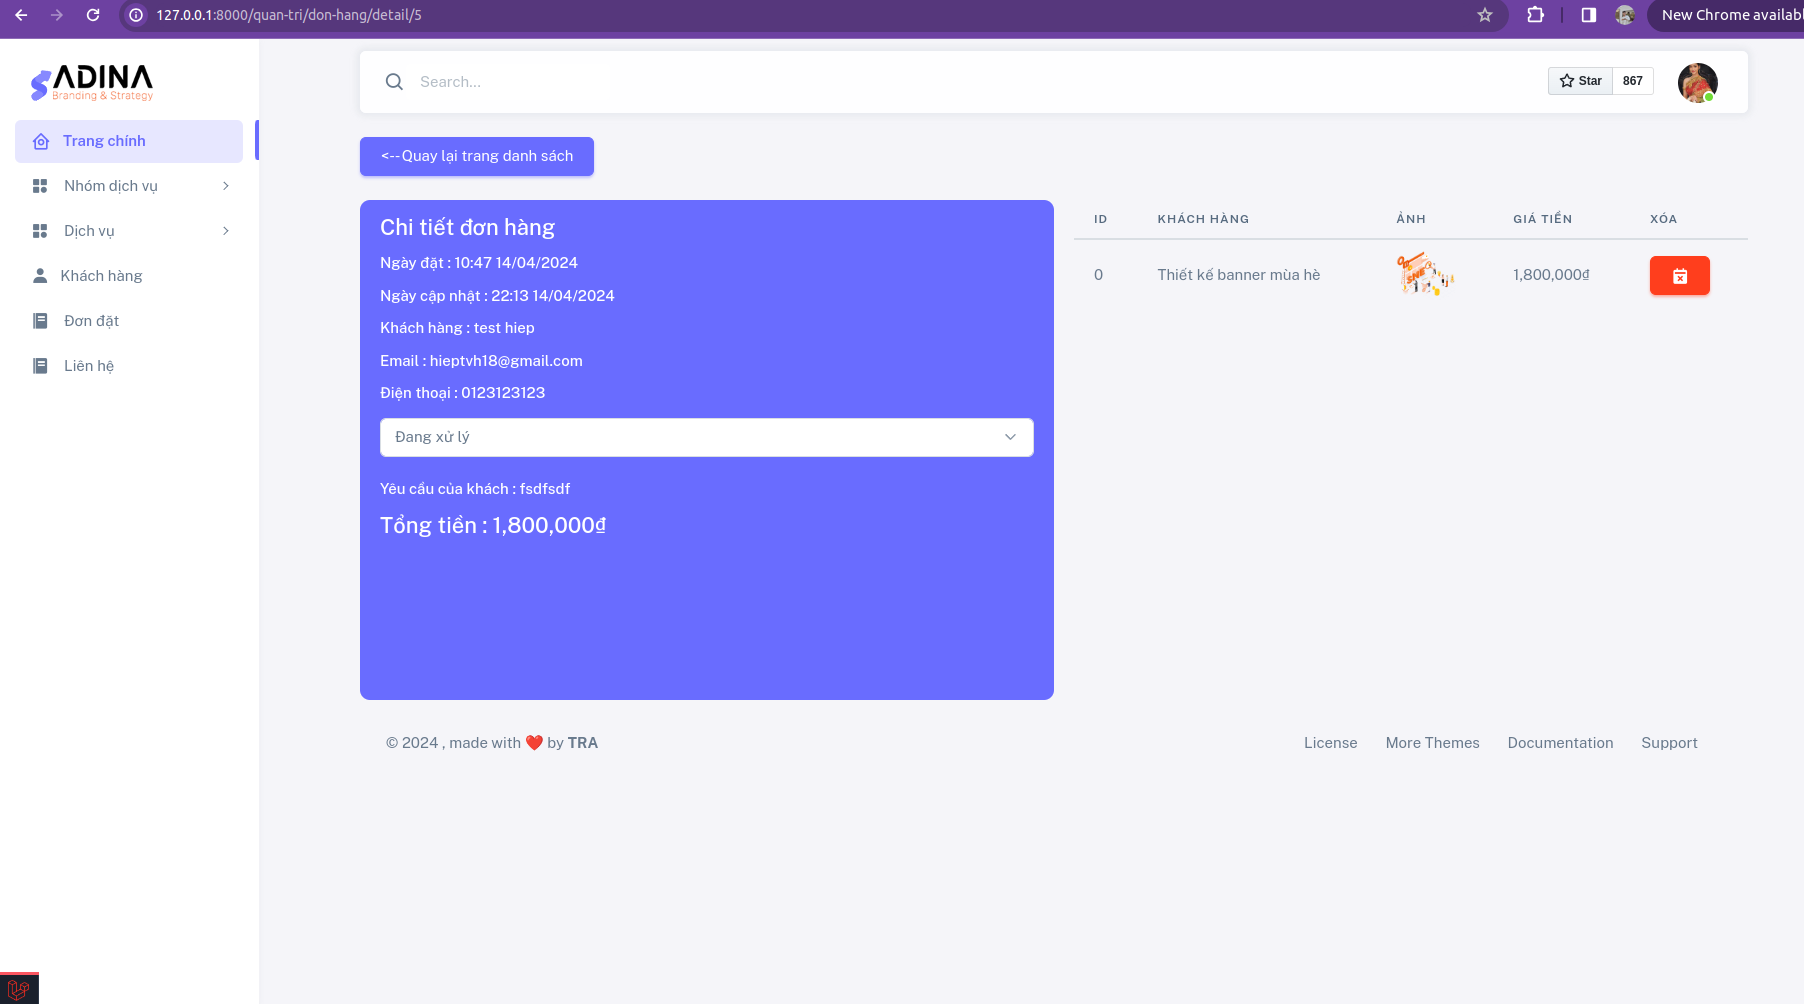 127.0.0.1:8000/quan-tri/don-hang/detail/5
New Chrome availabl
ADINA
Branding & Strategy
Search...
Star
867
Trang chính
Nhóm dịch vụ
Dịch vụ
Khách hàng
Đơn đặt
Liên hệ
<-- Quay lại trang danh sách
Chi tiết đơn hàng
Ngày đặt : 10:47 14/04/2024
Ngày cập nhật : 22:13 14/04/2024
Khách hàng : test hiep
Email : hieptvh18@gmail.com
Điện thoại : 0123123123
Đang xử lý
Yêu cầu của khách : fsdfsdf
Tổng tiền : 1,800,000₫
ID KHÁCH HÀNG ẢNH GIÁ TIỀN XÓA
0 Thiết kế banner mùa hè 1,800,000₫
© 2024 , made with ❤️ by TRA
License More Themes Documentation Support